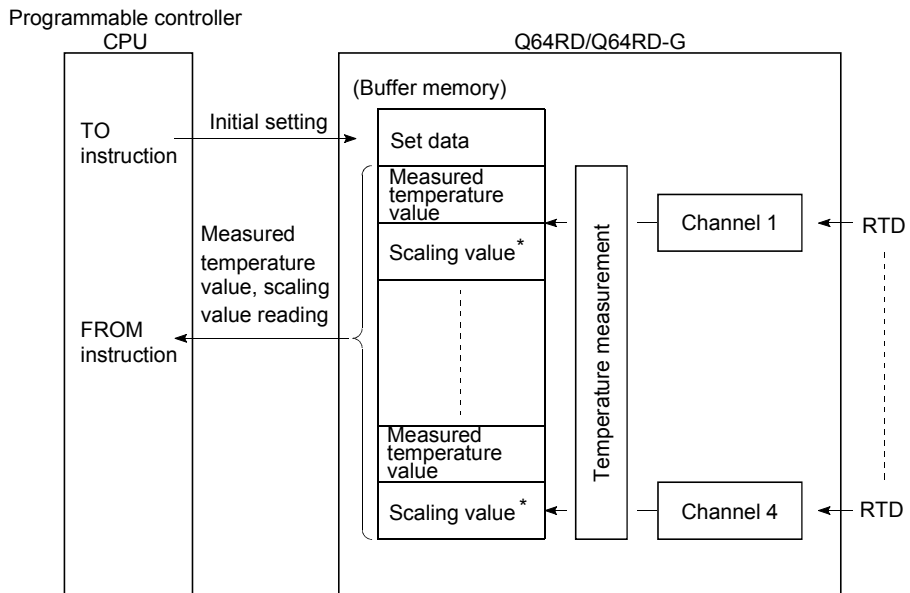 Programmable controller
CPU
Q64RD/Q64RD-G
(Buffer memory)
TO
instruction
Initial setting
Set data
Measured
temperature
value
Scaling value*
Measured
temperature
value, scaling
value reading
FROM
instruction
Measured
temperature
value
Scaling value*
Temperature measurement
Channel 1
RTD
Channel 4
RTD